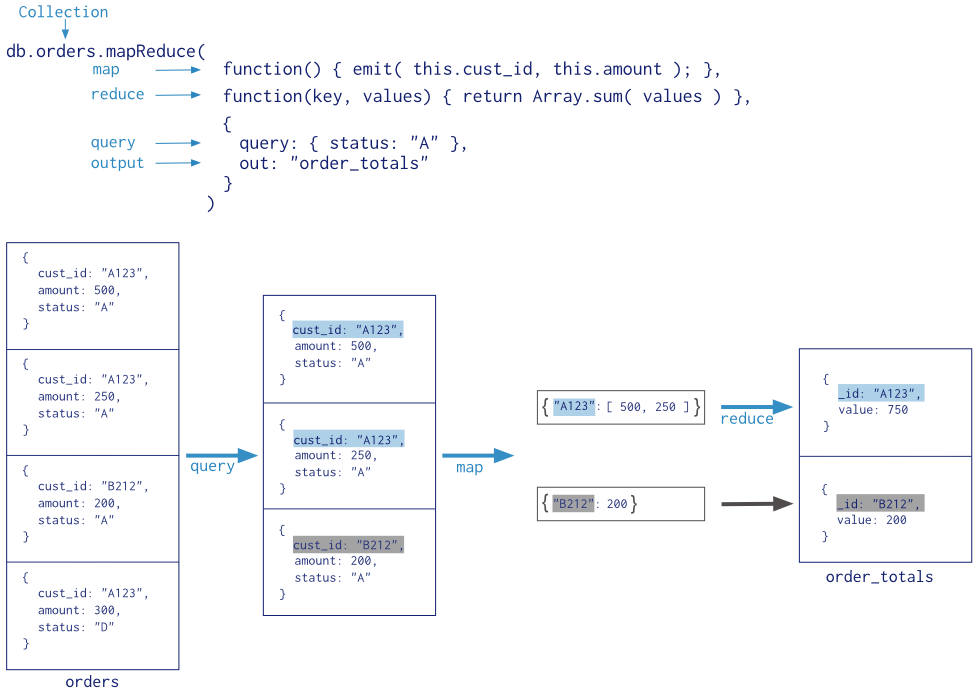 Collection
db.orders.mapReduce(
map function() { emit( this.cust_id, this.amount ); },
reduce function(key, values) { return Array.sum( values ) },
{
query query: { status: "A" },
output out: "order_totals"
}
)
{
cust_id: "A123",
amount: 500,
status: "A"
}
{
cust_id: "A123",
amount: 250,
status: "A"
}
{
cust_id: "B212",
amount: 200,
status: "A"
}
{
cust_id: "A123",
amount: 300,
status: "D"
}
orders
query
{
cust_id: "A123",
amount: 500,
status: "A"
}
{
cust_id: "A123",
amount: 250,
status: "A"
}
{
cust_id: "B212",
amount: 200,
status: "A"
}
map
{ "A123": [ 500, 250 ] }
{ "B212": 200 }
reduce
{
_id: "A123",
value: 750
}
{
_id: "B212",
value: 200
}
order_totals